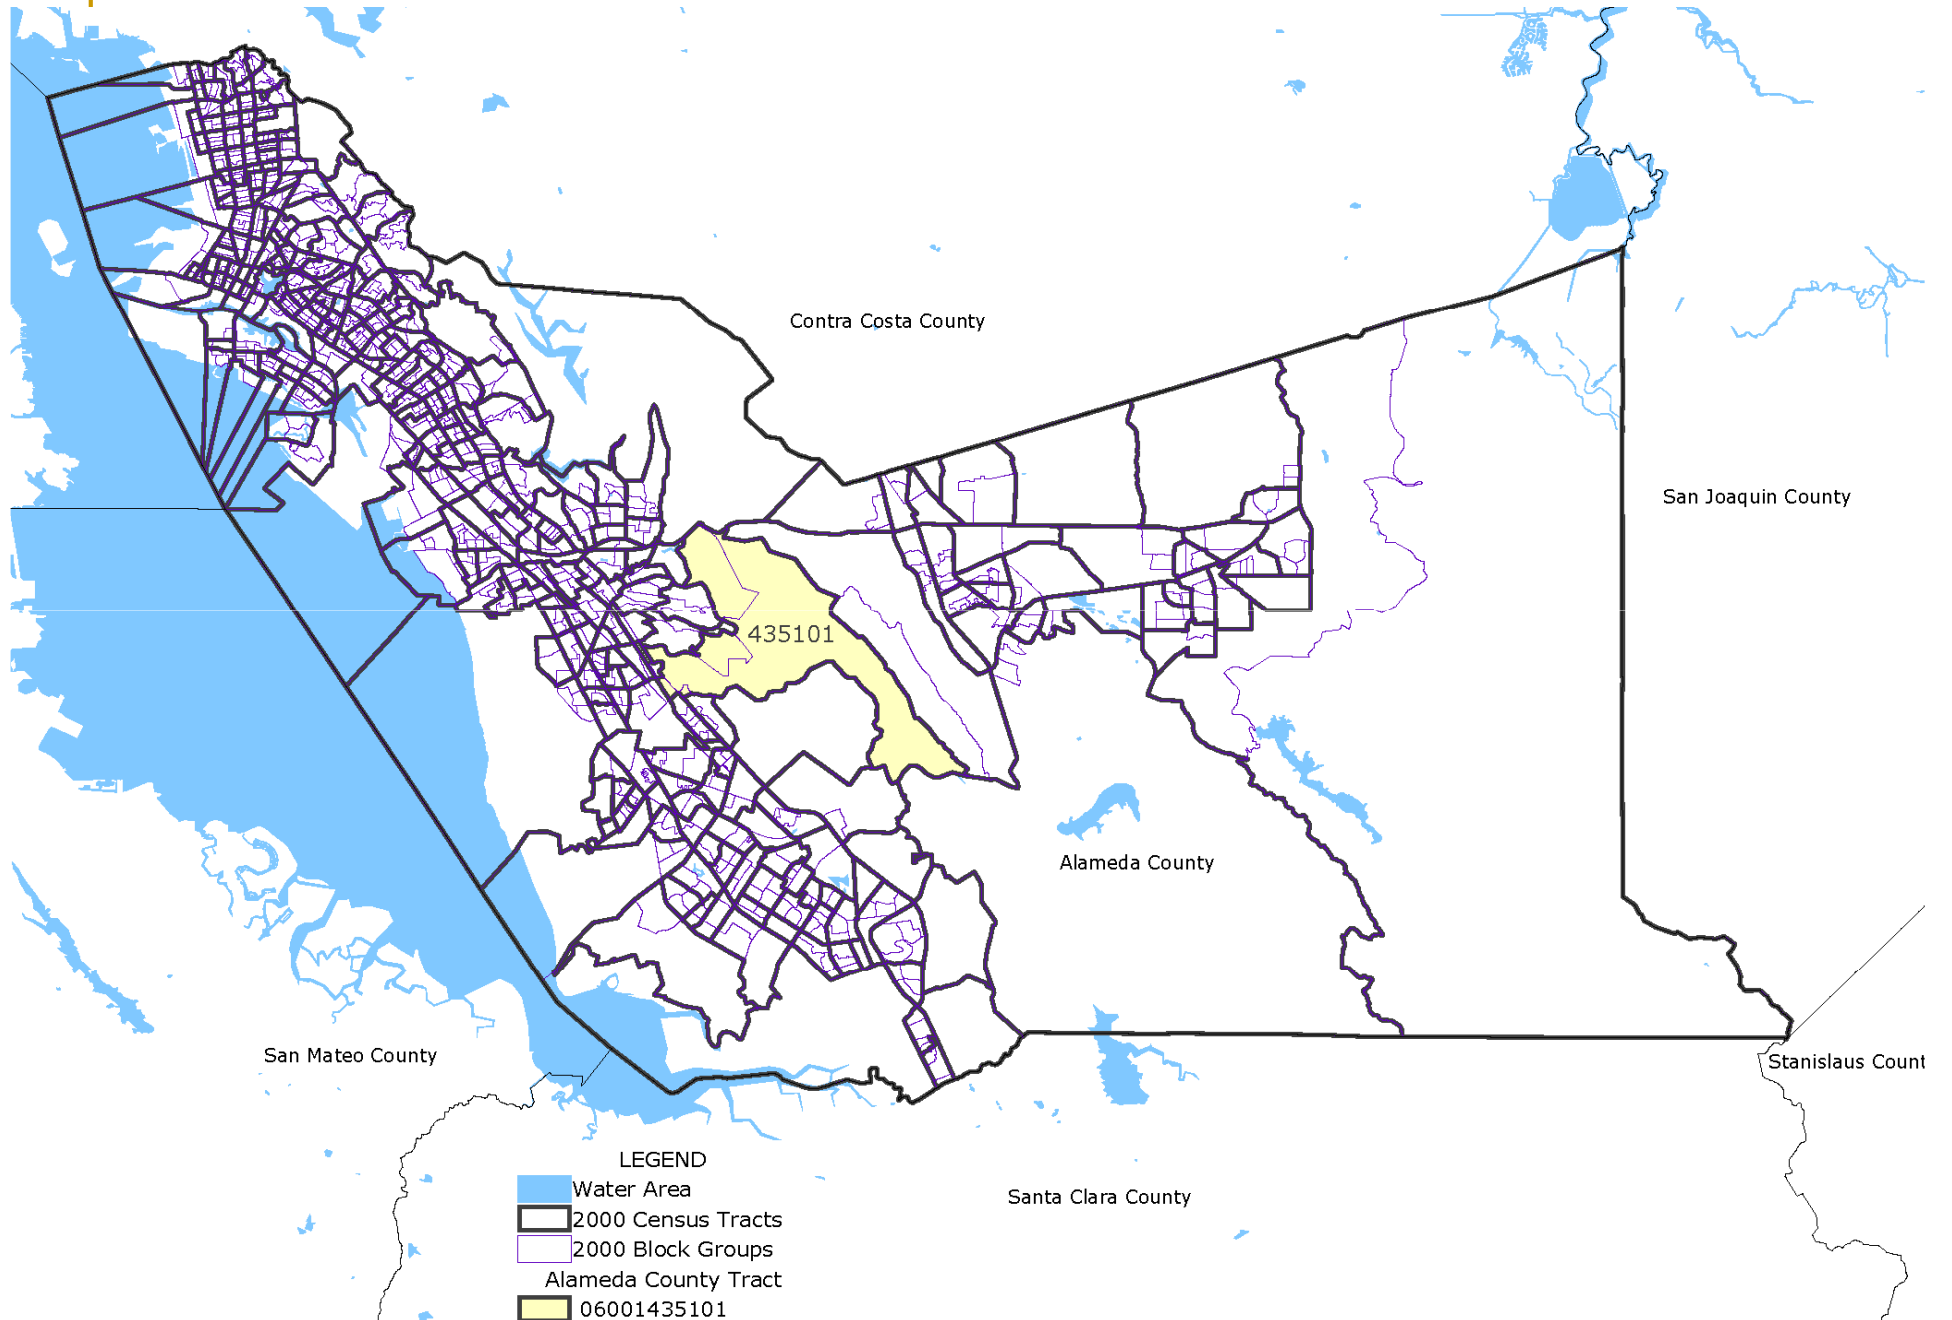 Contra Costa County
San Joaquin County
435101
Alameda County
San Mateo County
Stanislaus Count
Santa Clara County
LEGEND
Water Area
2000 Census Tracts
2000 Block Groups
Alameda County Tract
06001435101